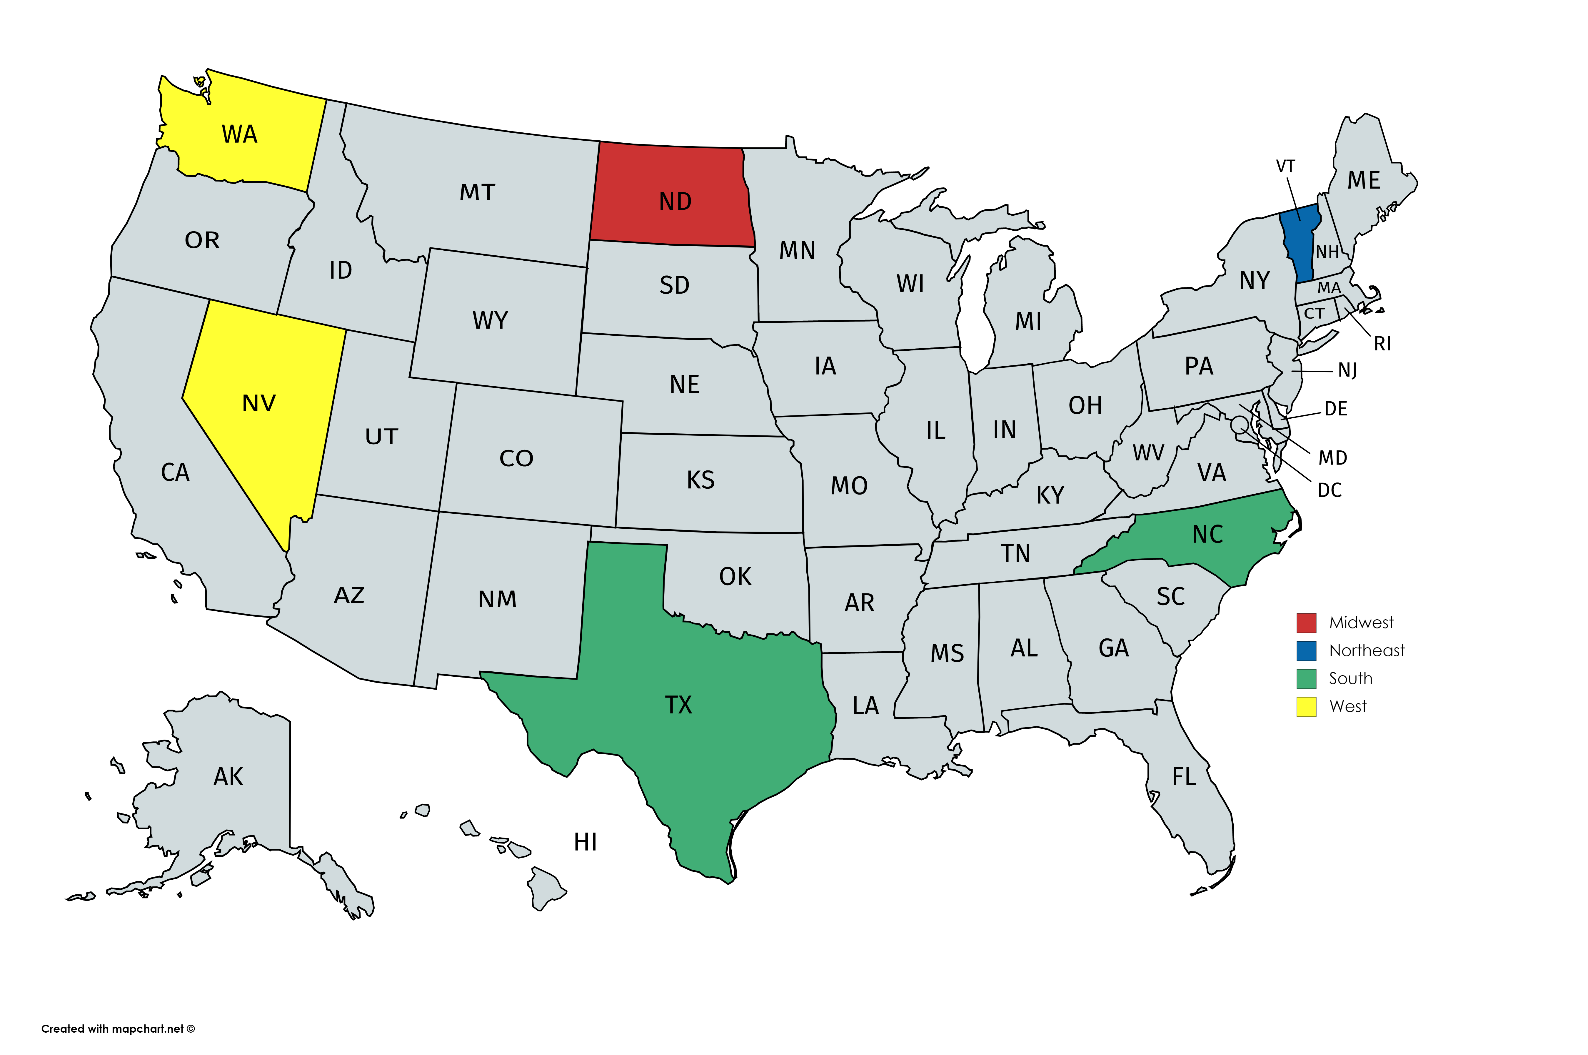 WA
MT
ND
OR
ID
WY
SD
MN
WI
MI
VT
ME
NH
NY
MA
CT
RI
PA
NJ
DE
MD
DC
NV
UT
CA
CO
NE
IA
KS
MO
IL
IN
OH
WV
VA
KY
NC
TN
AZ
NM
OK
AR
SC
MS
AL
GA
TX
LA
FL
AK
HI
Midwest
Northeast
South
West
Created with mapchart.net ©